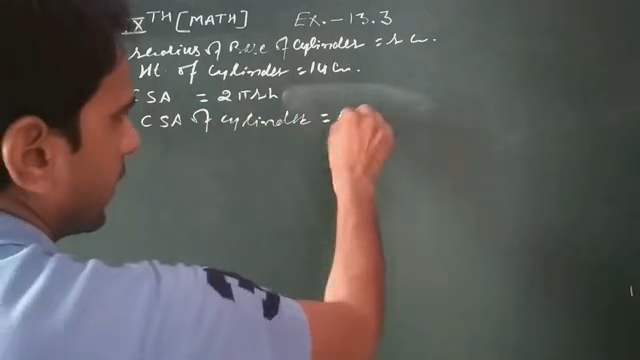 IXTH [MATH] Ex.-13.3
radius of Base of cylinder = r cm.
Ht. of cylinder = 14 cm.
CSA = 2πrh
CSA of cylinder =